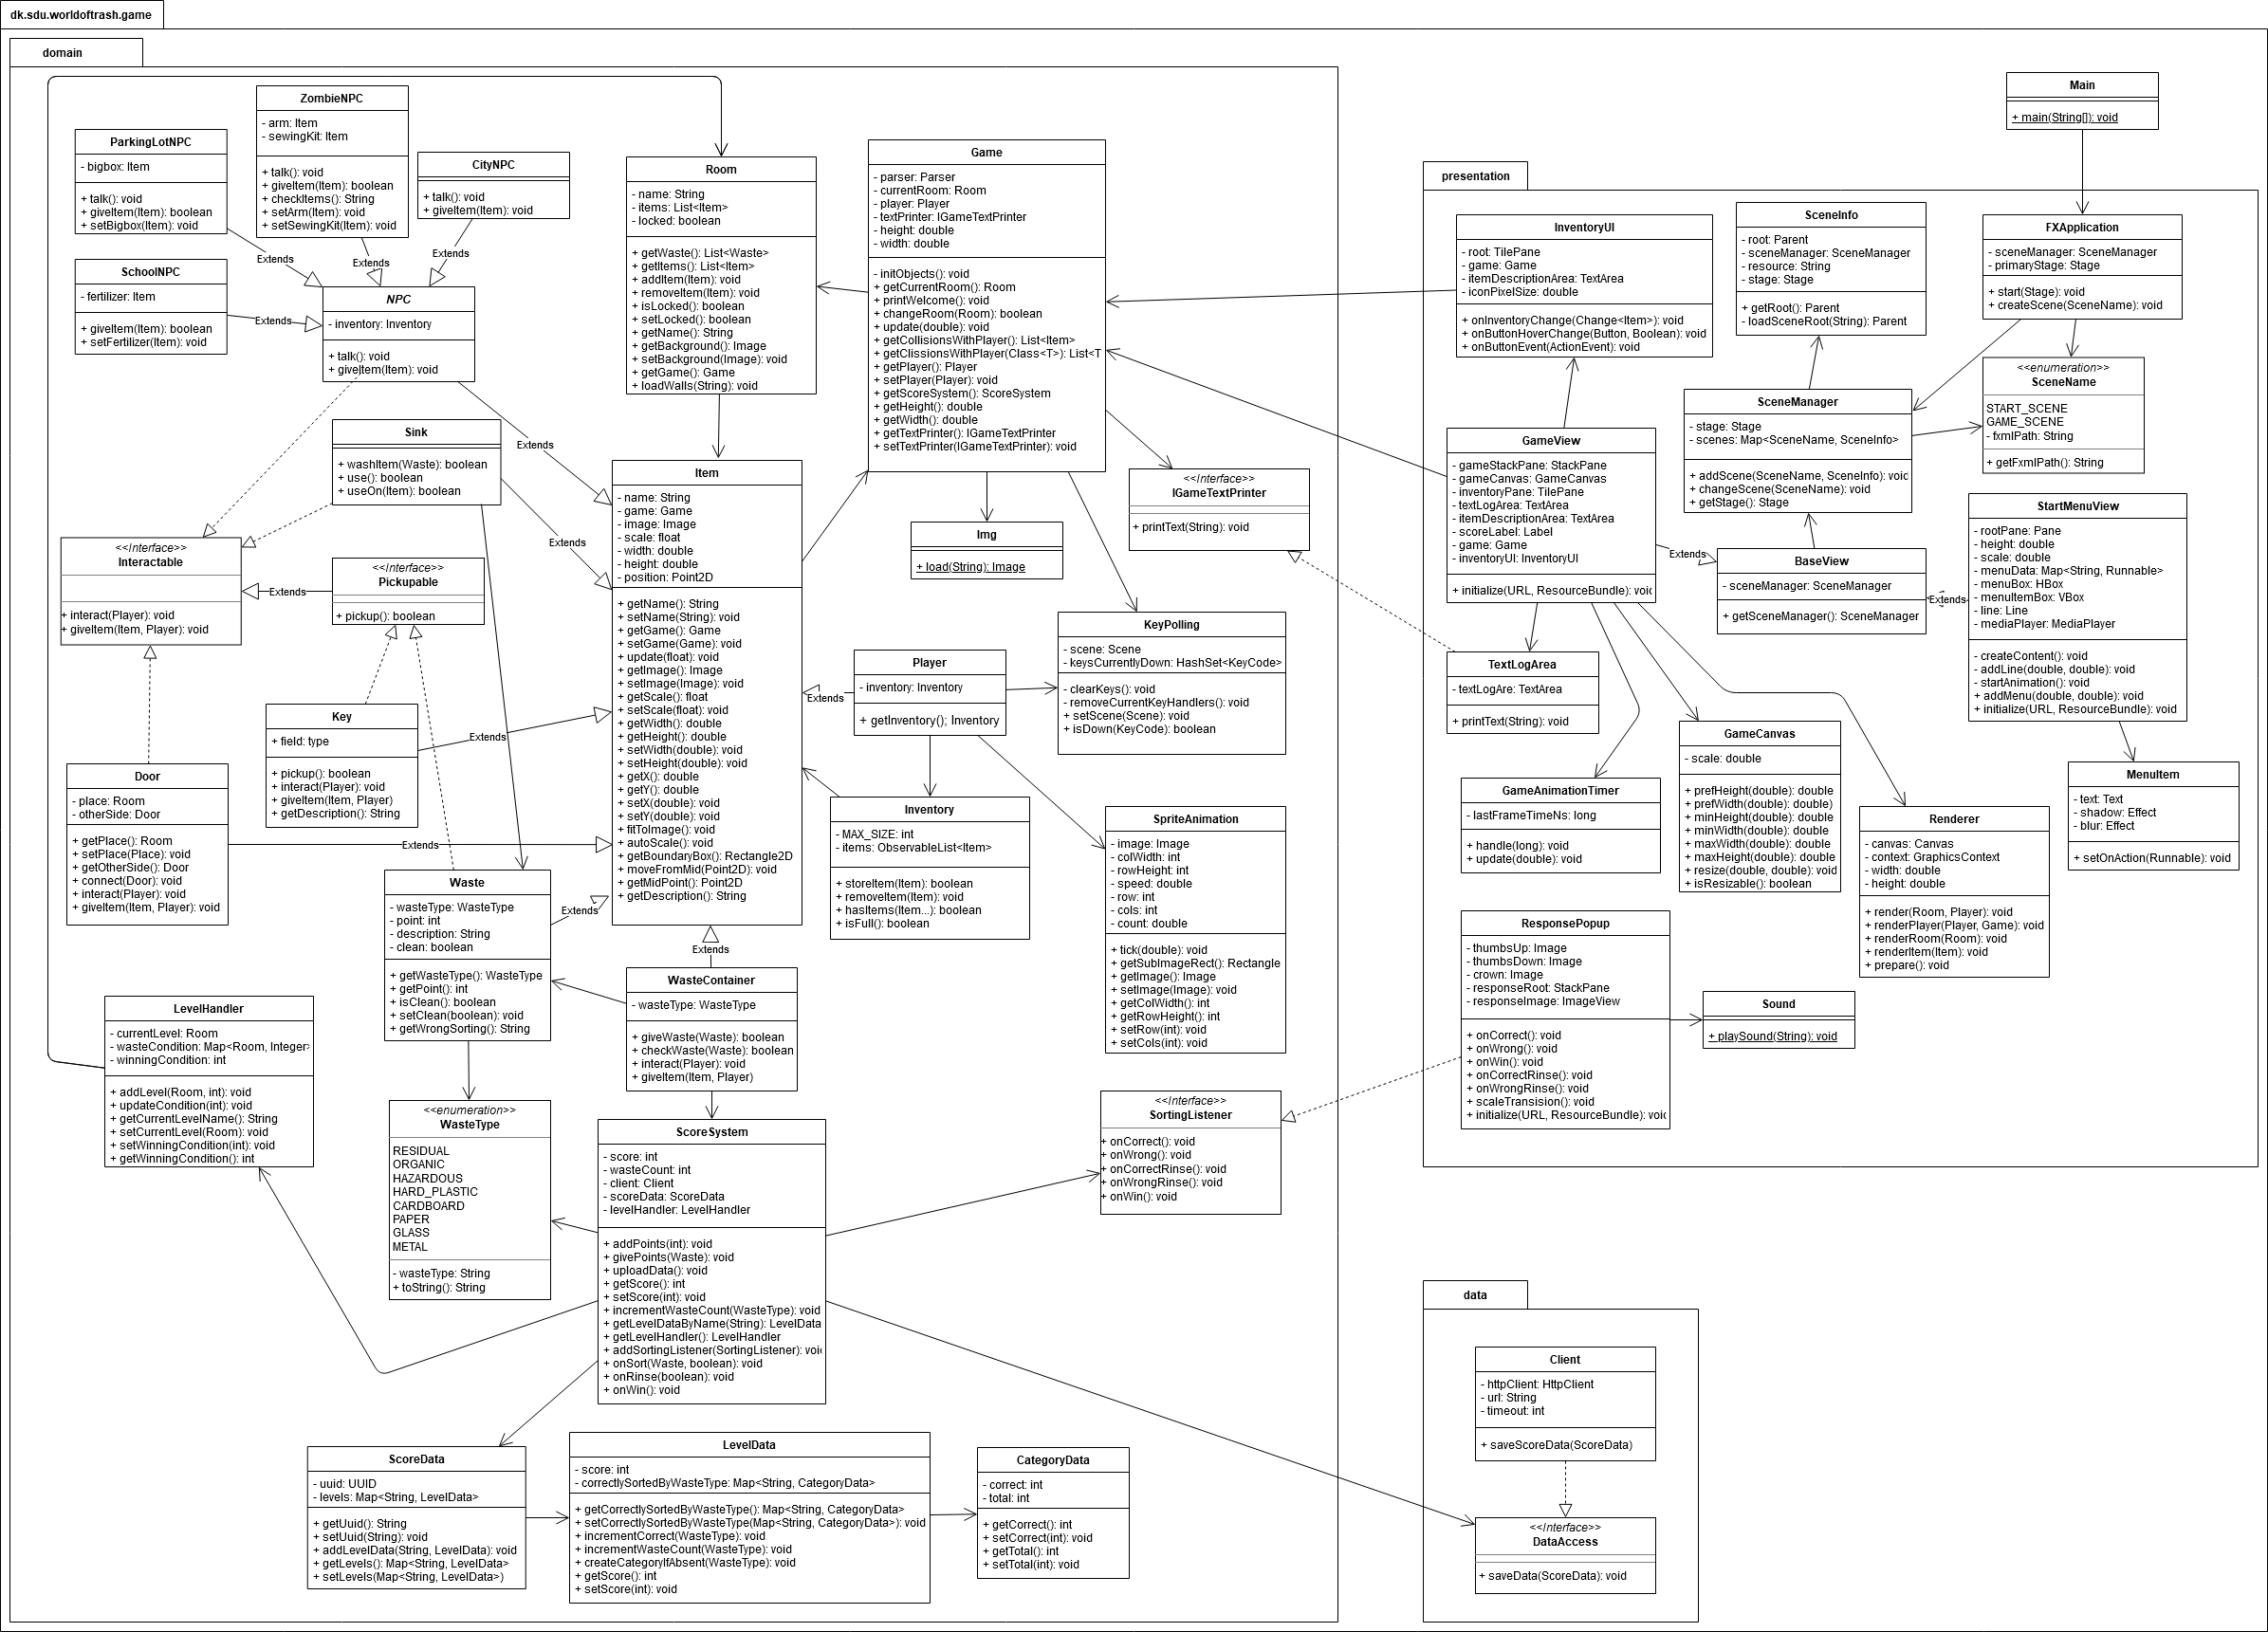 dk.sdu.worldoftrash.game
domain
ZombieNPC
- arm: Item
- sewingKit: Item
+ talk(): void
+ giveItem(Item): boolean
+ checkItems(): String
+ setArm(Item): void
+ setSewingKit(Item): void
ParkingLotNPC
- bigbox: Item
+ talk(): void
+ giveItem(Item): boolean
+ setBigbox(Item): void
CityNPC
+ talk(): void
+ giveItem(Item): void
SchoolNPC
- fertilizer: Item
+ giveItem(Item): boolean
+ setFertilizer(Item): void
Extends
Extends
Extends
Extends
NPC
- inventory: Inventory
+ talk(): void
+ giveItem(Item): void
Sink
+ washItem(Waste): boolean
+ use(): boolean
+ useOn(Item): boolean
Extends
Extends
<<Interface>>
Interactable
+ interact(Player): void
+ giveItem(Item, Player): void
Extends
<<Interface>>
Pickupable
+ pickup(): boolean
Key
+ field: type
+ pickup(): boolean
+ interact(Player): void
+ giveItem(Item, Player)
+ getDescription(): String
Extends
Door
- place: Room
- otherSide: Door
+ getPlace(): Room
+ setPlace(Place): void
+ getOtherSide(): Door
+ connect(Door): void
+ interact(Player): void
+ giveItem(Item, Player): void
Extends
Waste
- wasteType: WasteType
- point: int
- description: String
- clean: boolean
+ getWasteType(): WasteType
+ getPoint(): int
+ isClean(): boolean
+ setClean(boolean): void
+ getWrongSorting(): String
Extends
Room
- name: String
- items: List<Item>
- locked: boolean
+ getWaste(): List<Waste>
+ getItems(): List<Item>
+ addItem(Item): void
+ removeItem(Item): void
+ isLocked(): boolean
+ setLocked(): boolean
+ getName(): String
+ getBackground(): Image
+ setBackground(Image): void
+ getGame(): Game
+ loadWalls(String): void
Item
- name: String
- game: Game
- image: Image
- scale: float
- width: double
- height: double
- position: Point2D
+ getName(): String
+ setName(String): void
+ getGame(): Game
+ setGame(Game): void
+ update(float): void
+ getImage(): Image
+ setImage(Image): void
+ getScale(): float
+ setScale(float): void
+ getWidth(): double
+ getHeight(): double
+ setWidth(double): void
+ setHeight(double): void
+ getX(): double
+ getY(): double
+ setX(double): void
+ setY(double): void
+ fitToImage(): void
+ autoScale(): void
+ getBoundaryBox(): Rectangle2D
+ moveFromMid(Point2D): void
+ getMidPoint(): Point2D
+ getDescription(): String
Game
- parser: Parser
- currentRoom: Room
- player: Player
- textPrinter: IGameTextPrinter
- height: double
- width: double
- initObjects(): void
+ getCurrentRoom(): Room
+ printWelcome(): void
+ changeRoom(Room): boolean
+ update(double): void
+ getCollisionsWithPlayer(): List<Item>
+ getClissionsWithPlayer(Class<T>): List<T
+ getPlayer(): Player
+ setPlayer(Player): void
+ getScoreSystem(): ScoreSystem
+ getHeight(): double
+ getWidth(): double
+ getTextPrinter(): IGameTextPrinter
+ setTextPrinter(IGameTextPrinter): void
Img
+ load(String): Image
<<Interface>>
IGameTextPrinter
+ printText(String): void
KeyPolling
- scene: Scene
- keysCurrentlyDown: HashSet<KeyCode>
- clearKeys(): void
- removeCurrentKeyHandlers(): void
+ setScene(Scene): void
+ isDown(KeyCode): boolean
Player
- inventory: Inventory
+ getInventory(); Inventory
Extends
Inventory
- MAX_SIZE: int
- items: ObservableList<Item>
+ storeItem(Item): boolean
+ removeItem(Item): void
+ hasItems(Item...): boolean
+ isFull(): boolean
SpriteAnimation
- image: Image
- colWidth: int
- rowHeight: int
- speed: double
- row: int
- cols: int
- count: double
+ tick(double): void
+ getSubImageRect(): Rectangle
+ getImage(): Image
+ setImage(Image): void
+ getColWidth(): int
+ getRowHeight(): int
+ setRow(int): void
+ setCols(int): void
Extends
WasteContainer
- wasteType: WasteType
+ giveWaste(Waste): boolean
+ checkWaste(Waste): boolean
+ interact(Player): void
+ giveItem(Item, Player)
LevelHandler
- currentLevel: Room
- wasteCondition: Map<Room, Integer>
- winningCondition: int
+ addLevel(Room, int): void
+ updateCondition(int): void
+ getCurrentLevelName(): String
+ setCurrentLevel(Room): void
+ setWinningCondition(int): void
+ getWinningCondition(): int
<<enumeration>>
WasteType
RESIDUAL
ORGANIC
HAZARDOUS
HARD_PLASTIC
CARDBOARD
PAPER
GLASS
METAL
- wasteType: String
+ toString(): String
ScoreSystem
- score: int
- wasteCount: int
- client: Client
- scoreData: ScoreData
- levelHandler: LevelHandler
+ addPoints(int): void
+ givePoints(Waste): void
+ uploadData(): void
+ getScore(): int
+ setScore(int): void
+ incrementWasteCount(WasteType): void
+ getLevelDataByName(String): LevelData
+ getLevelHandler(): LevelHandler
+ addSortingListener(SortingListener): voi
+ onSort(Waste, boolean): void
+ onRinse(boolean): void
+ onWin(): void
<<Interface>>
SortingListener
+ onCorrect(): void
+ onWrong(): void
+ onCorrectRinse(): void
+ onWrongRinse(): void
+ onWin(): void
ScoreData
- uuid: UUID
- levels: Map<String, LevelData>
+ getUuid(): String
+ setUuid(String): void
+ addLevelData(String, LevelData): void
+ getLevels(): Map<String, LevelData>
+ setLevels(Map<String, LevelData>)
LevelData
- score: int
- correctlySortedByWasteType: Map<String, CategoryData>
+ getCorrectlySortedByWasteType(): Map<String, CategoryData>
+ setCorrectlySortedByWasteType(Map<String, CategoryData>): void
+ incrementCorrect(WasteType): void
+ incrementWasteCount(WasteType): void
+ createCategoryIfAbsent(WasteType): void
+ getScore(): int
+ setScore(int): void
CategoryData
- correct: int
- total: int
+ getCorrect(): int
+ setCorrect(int): void
+ getTotal(): int
+ setTotal(int): void
Main
+ main(String[]): void
presentation
InventoryUI
- root: TilePane
- game: Game
- itemDescriptionArea: TextArea
- iconPixelSize: double
+ onInventoryChange(Change<Item>): void
+ onButtonHoverChange(Button, Boolean): void
+ onButtonEvent(ActionEvent): void
SceneInfo
- root: Parent
- sceneManager: SceneManager
- resource: String
- stage: Stage
+ getRoot(): Parent
- loadSceneRoot(String): Parent
FXApplication
- sceneManager: SceneManager
- primaryStage: Stage
+ start(Stage): void
+ createScene(SceneName): void
<<enumeration>>
SceneName
START_SCENE
GAME_SCENE
- fxmlPath: String
+ getFxmlPath(): String
SceneManager
- stage: Stage
- scenes: Map<SceneName, SceneInfo>
+ addScene(SceneName, SceneInfo): void
+ changeScene(SceneName): void
+ getStage(): Stage
GameView
- gameStackPane: StackPane
- gameCanvas: GameCanvas
- inventoryPane: TilePane
- textLogArea: TextArea
- itemDescriptionArea: TextArea
- scoreLabel: Label
- game: Game
- inventoryUI: InventoryUI
+ initialize(URL, ResourceBundle): void
Extends
BaseView
- sceneManager: SceneManager
+ getSceneManager(): SceneManager
Extends
StartMenuView
- rootPane: Pane
- height: double
- scale: double
- menuData: Map<String, Runnable>
- menuBox: HBox
- menuItemBox: VBox
- line: Line
- mediaPlayer: MediaPlayer
- createContent(): void
- addLine(double, double): void
- startAnimation(): void
+ addMenu(double, double): void
+ initialize(URL, ResourceBundle): void
TextLogArea
- textLogAre: TextArea
+ printText(String): void
GameAnimationTimer
- lastFrameTimeNs: long
+ handle(long): void
+ update(double): void
GameCanvas
- scale: double
+ prefHeight(double): double
+ prefWidth(double): double)
+ minHeight(double): double
+ minWidth(double): double
+ maxWidth(double): double
+ maxHeight(double): double
+ resize(double, double): void
+ isResizable(): boolean
MenuItem
- text: Text
- shadow: Effect
- blur: Effect
+ setOnAction(Runnable): void
Renderer
- canvas: Canvas
- context: GraphicsContext
- width: double
- height: double
+ render(Room, Player): void
+ renderPlayer(Player, Game): void
+ renderRoom(Room): void
+ renderItem(Item): void
+ prepare(): void
ResponsePopup
- thumbsUp: Image
- thumbsDown: Image
- crown: Image
- responseRoot: StackPane
- responseImage: ImageView
+ onCorrect(): void
+ onWrong(): void
+ onWin(): void
+ onCorrectRinse(): void
+ onWrongRinse(): void
+ scaleTransision(): void
+ initialize(URL, ResourceBundle): void
Sound
+ playSound(String): void
data
Client
- httpClient: HttpClient
- url: String
- timeout: int
+ saveScoreData(ScoreData)
<<Interface>>
DataAccess
+ saveData(ScoreData): void